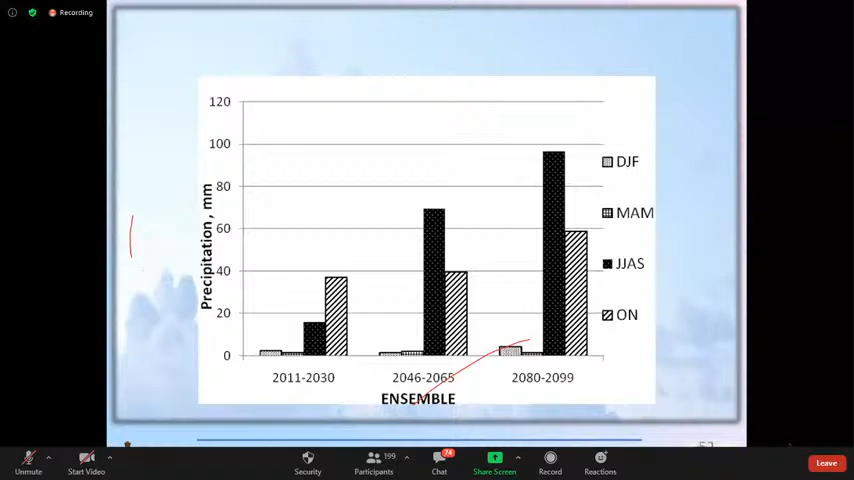 Recording
120
100
80
60
40
20
0
Precipitation, mm
DJF
MAM
JJAS
ON
2011-2030 2046-2065 2080-2099
ENSEMBLE
Unmute Start Video Security Participants 199 Chat 74 Share Screen Record Reactions Leave